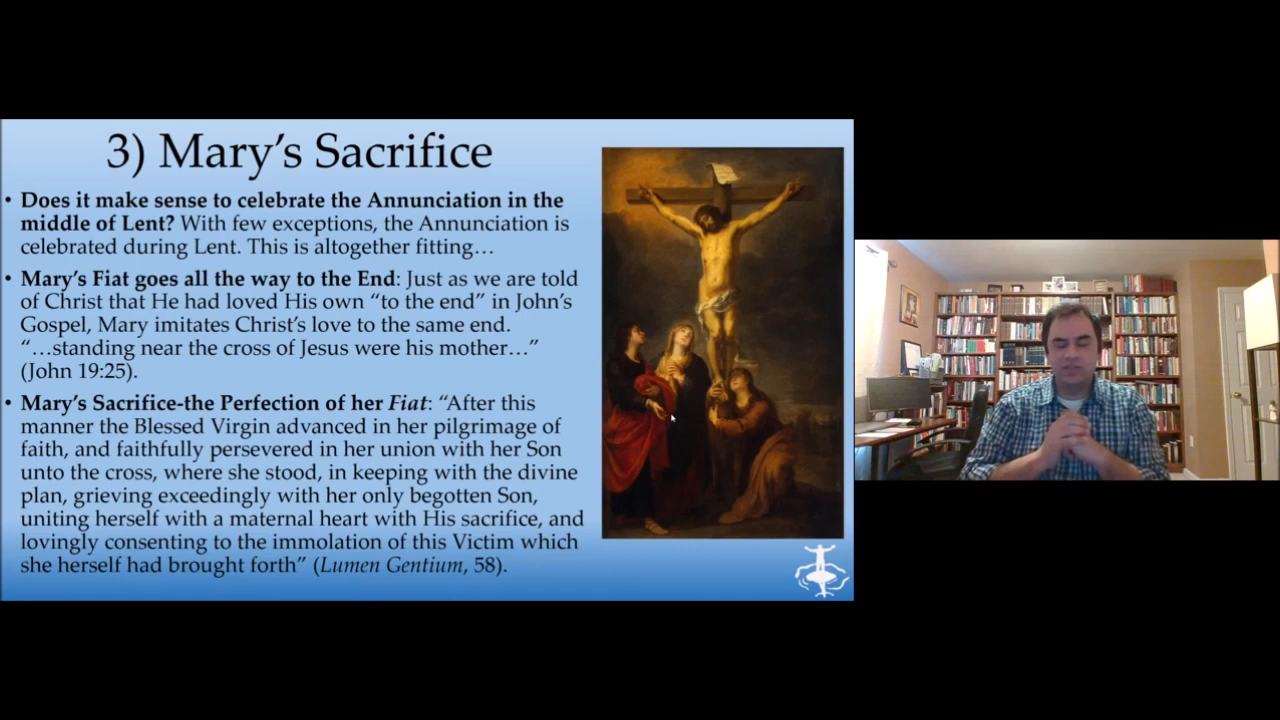 3) Mary’s Sacrifice
• Does it make sense to celebrate the Annunciation in the
middle of Lent? With few exceptions, the Annunciation is
celebrated during Lent. This is altogether fitting…
• Mary’s Fiat goes all the way to the End: Just as we are told
of Christ that He had loved His own “to the end” in John’s
Gospel, Mary imitates Christ’s love to the same end.
“…standing near the cross of Jesus were his mother…”
(John 19:25).
• Mary’s Sacrifice-the Perfection of her Fiat: “After this
manner the Blessed Virgin advanced in her pilgrimage of
faith, and faithfully persevered in her union with her Son
unto the cross, where she stood, in keeping with the divine
plan, grieving exceedingly with her only begotten Son,
uniting herself with a maternal heart with His sacrifice, and
lovingly consenting to the immolation of this Victim which
she herself had brought forth” (Lumen Gentium, 58).